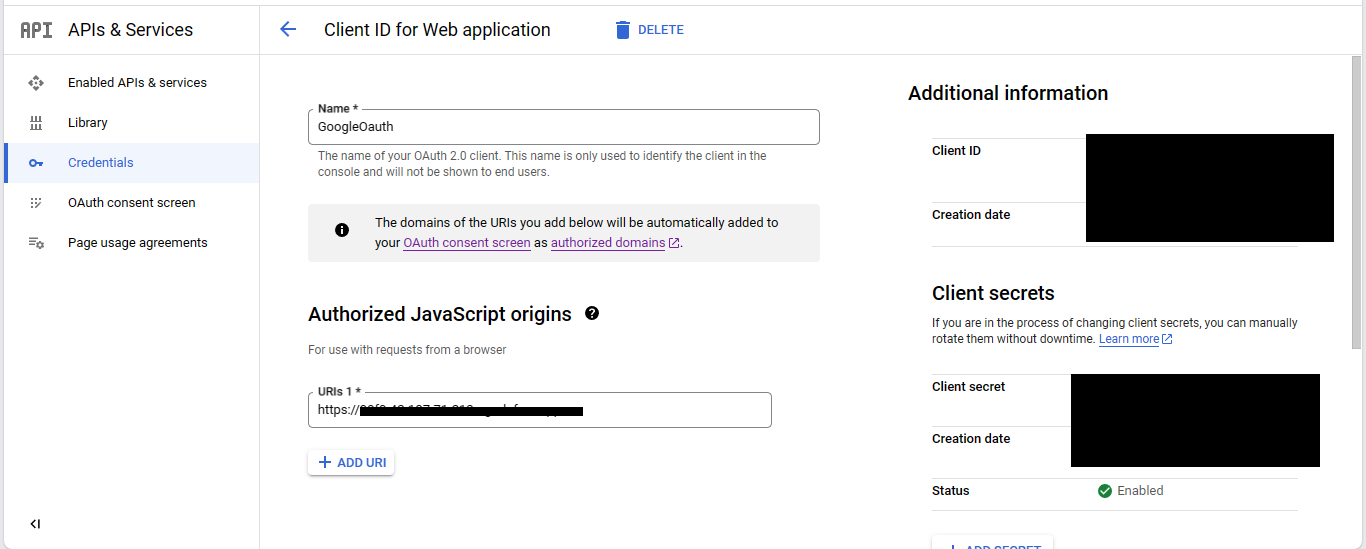 API APIs & Services
Client ID for Web application
DELETE
Enabled APIs & services
Library
Credentials
OAuth consent screen
Page usage agreements
Name *
GoogleOauth
The name of your OAuth 2.0 client. This name is only used to identify the client in the
console and will not be shown to end users.
The domains of the URIs you add below will be automatically added to
your OAuth consent screen as authorized domains.
Authorized JavaScript origins
For use with requests from a browser
URIs 1 *
https://
ADD URI
Additional information
Client ID
Creation date
Client secrets
If you are in the process of changing client secrets, you can manually
rotate them without downtime. Learn more
Client secret
Creation date
Status
Enabled
ADD SECRET